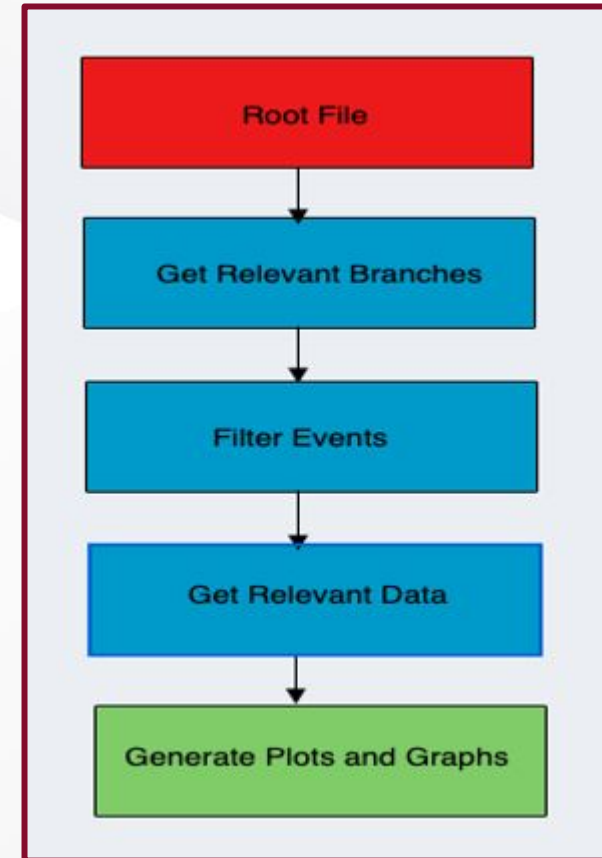 Root File
Get Relevant Branches
Filter Events
Get Relevant Data
Generate Plots and Graphs